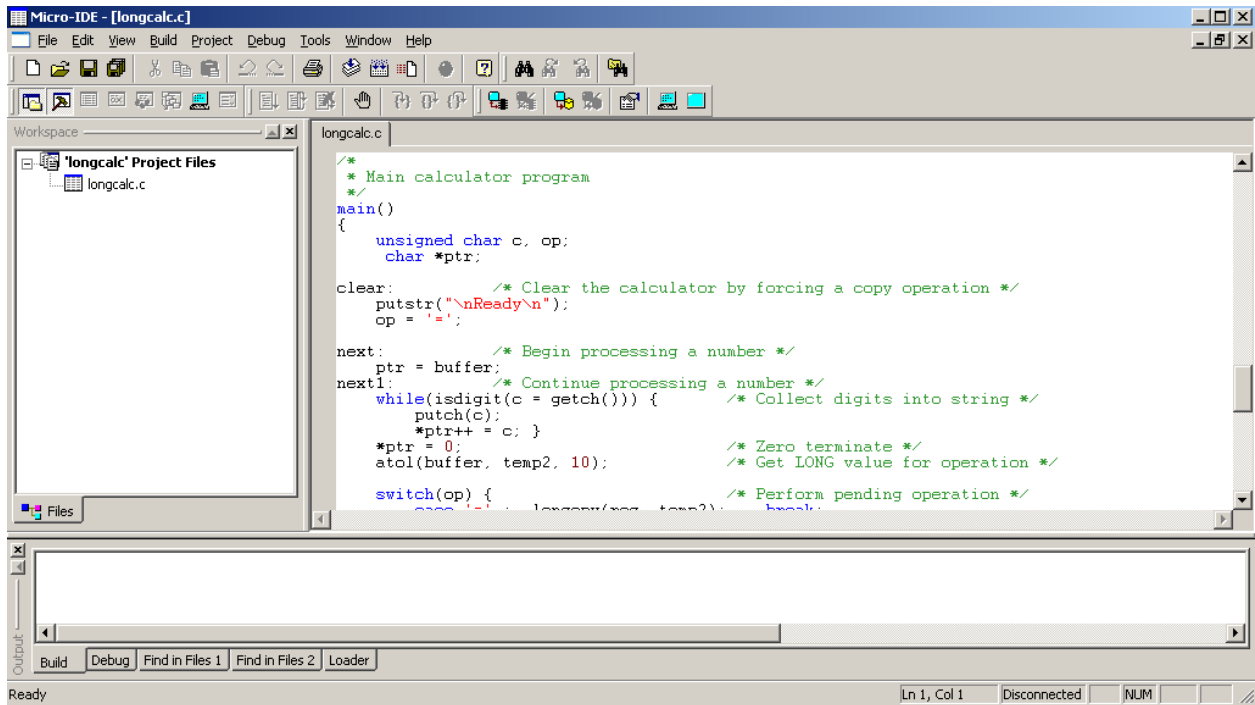 Micro-IDE - [longcalc.c]
File Edit View Build Project Debug Tools Window Help
Workspace
'longcalc' Project Files
longcalc.c
Files
longcalc.c
/*
 * Main calculator program
 */
main()
{
    unsigned char c, op;
     char *ptr;
clear:          /* Clear the calculator by forcing a copy operation */
    putstr("\nReady\n");
    op = '=';
next:           /* Begin processing a number */
    ptr = buffer;
next1:          /* Continue processing a number */
    while(isdigit(c = getch())) {       /* Collect digits into string */
        putch(c);
        *ptr++ = c; }
    *ptr = 0;                           /* Zero terminate */
    atol(buffer, temp2, 10);            /* Get LONG value for operation */
    switch(op) {                        /* Perform pending operation */
        case '=' : longcpy(reg, temp2);    break;
Output
Build Debug Find in Files 1 Find in Files 2 Loader
Ready Ln 1, Col 1 Disconnected NUM